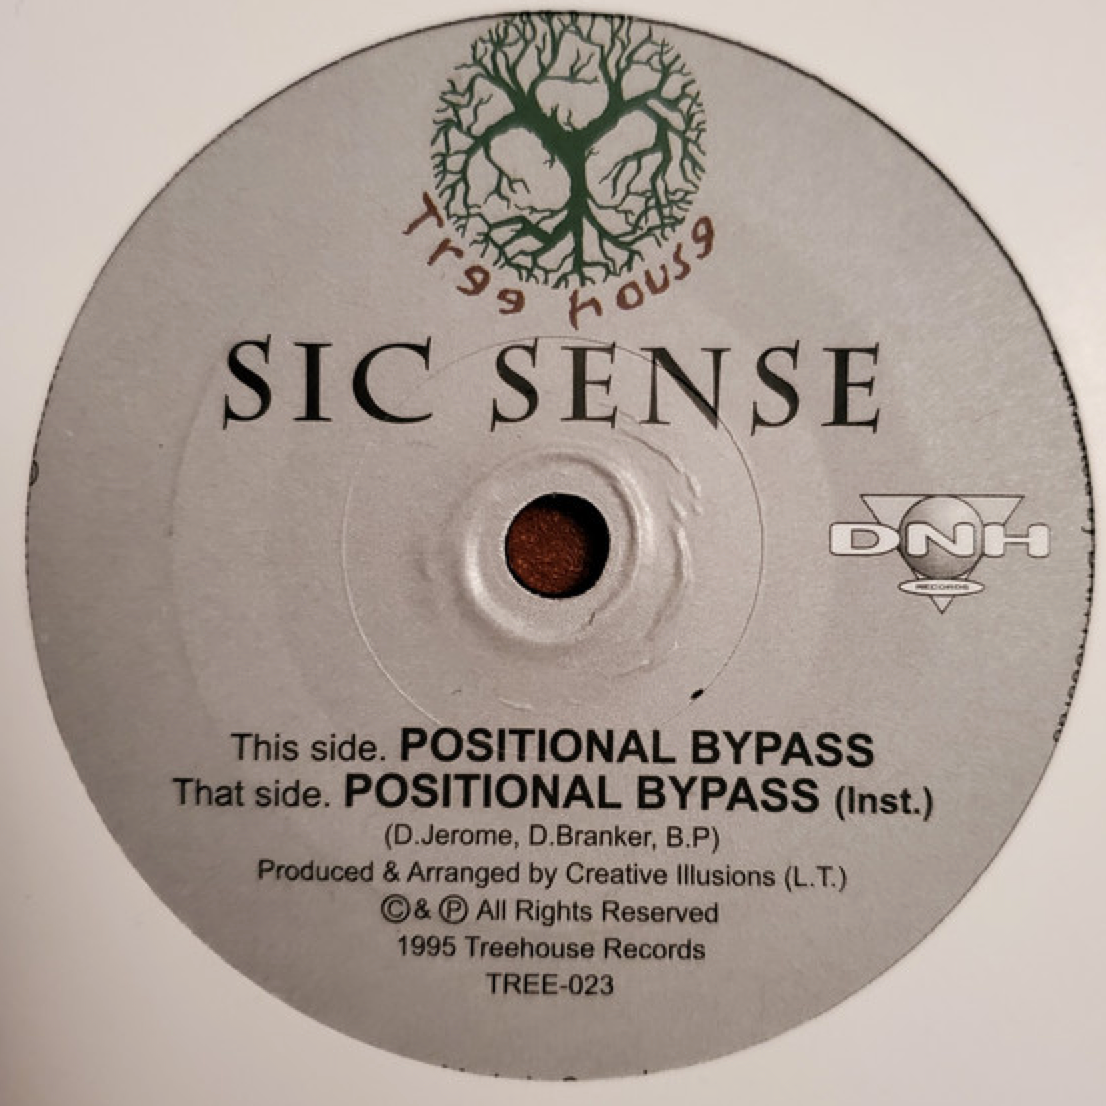 Tree house
SIC SENSE
DNH
RECORDS
This side. POSITIONAL BYPASS
That side. POSITIONAL BYPASS (Inst.)
(D.Jerome, D.Branker, B.P)
Produced & Arranged by Creative Illusions (L.T.)
©& ℗ All Rights Reserved
1995 Treehouse Records
TREE-023